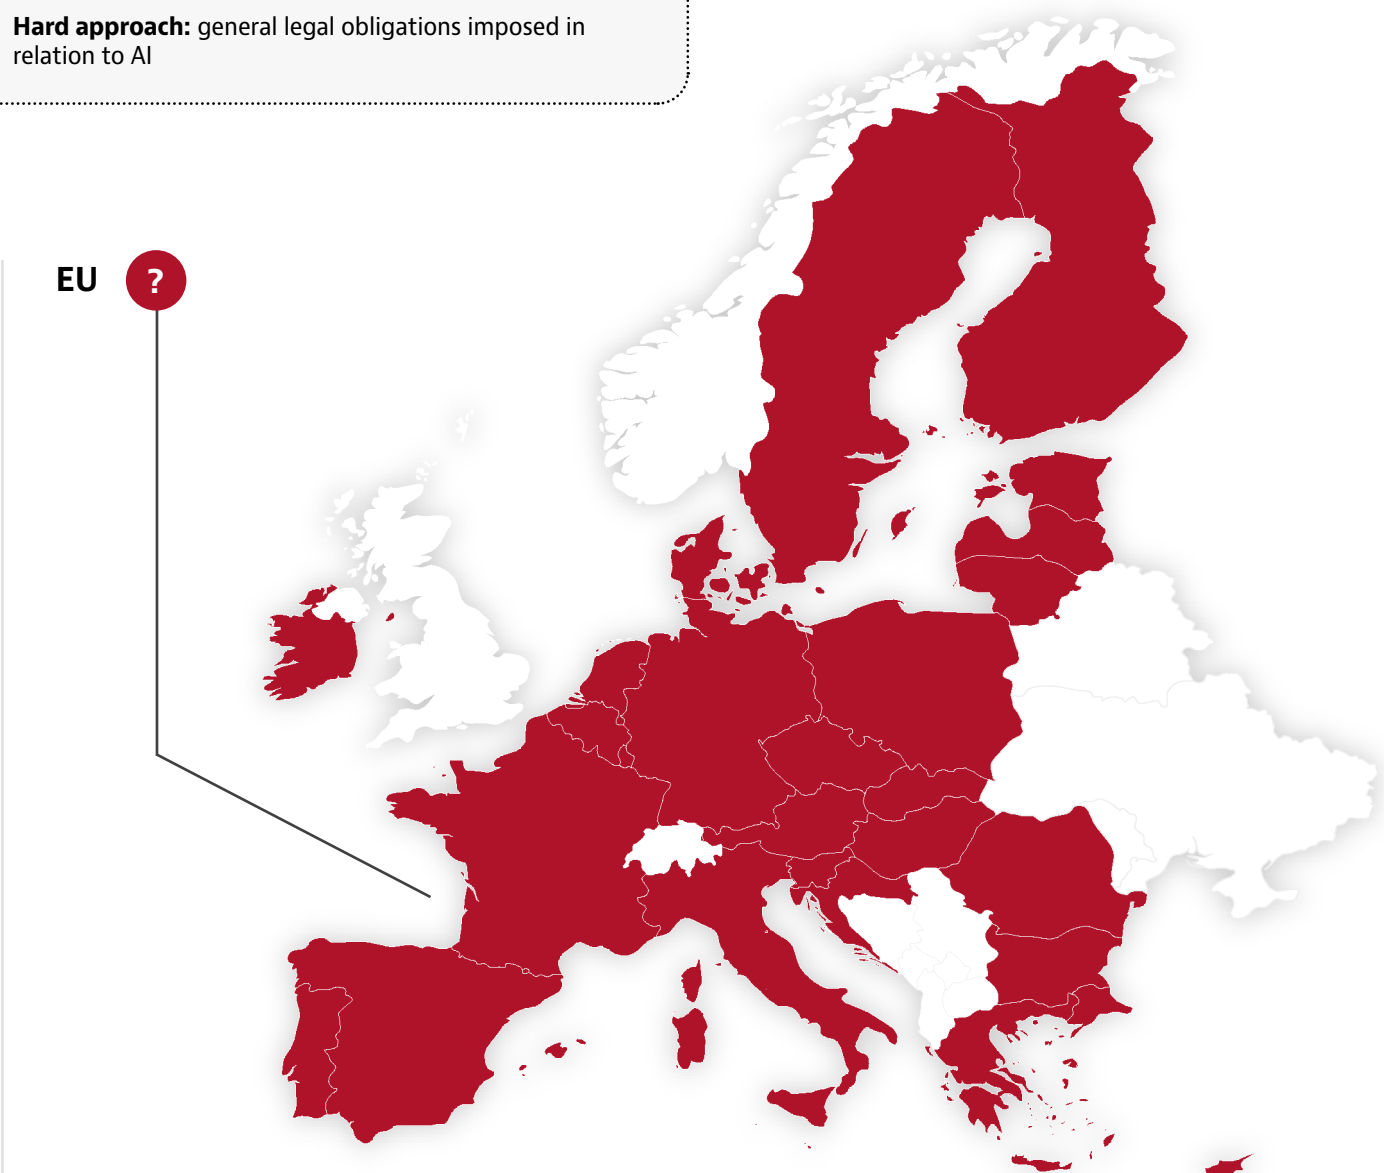 Hard approach: general legal obligations imposed in
relation to AI
EU ?